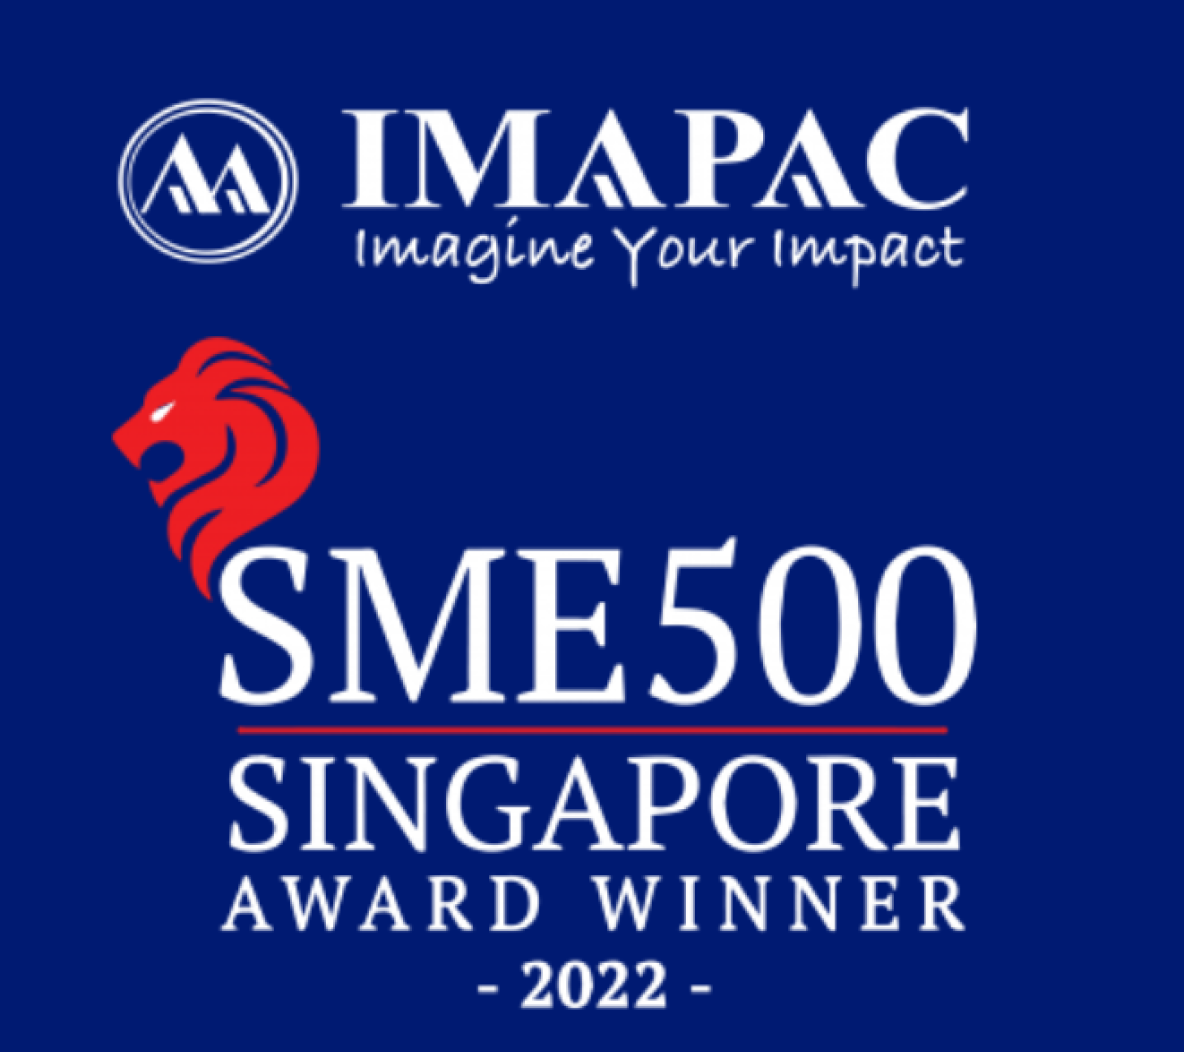 IMAPAC
Imagine Your Impact
SME500
SINGAPORE
AWARD WINNER
- 2022 -